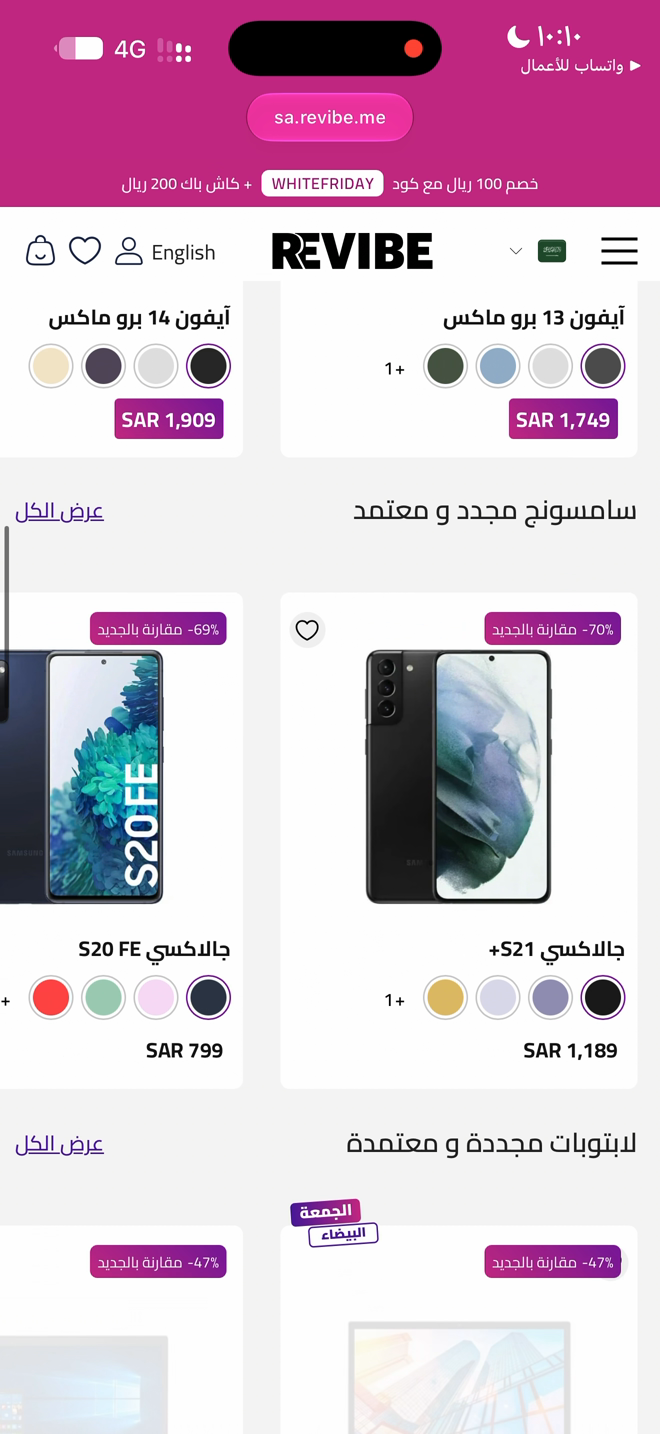 ١٠:١٠
4G
◀ واتساب للأعمال
sa.revibe.me
خصم 100 ريال مع كود WHITEFRIDAY + كاش باك 200 ريال
REVIBE
English
آيفون 13 برو ماكس
+1
SAR 1,749
آيفون 14 برو ماكس
SAR 1,909
سامسونج مجدد و معتمد
عرض الكل
-70% مقارنة بالجديد
SAM
جالاكسي S21+
+1
SAR 1,189
-69% مقارنة بالجديد
SAMSUNG
S20 FE
جالاكسي S20 FE
+
SAR 799
لابتوبات مجددة و معتمدة
عرض الكل
الجمعة
البيضاء
-47% مقارنة بالجديد
-47% مقارنة بالجديد